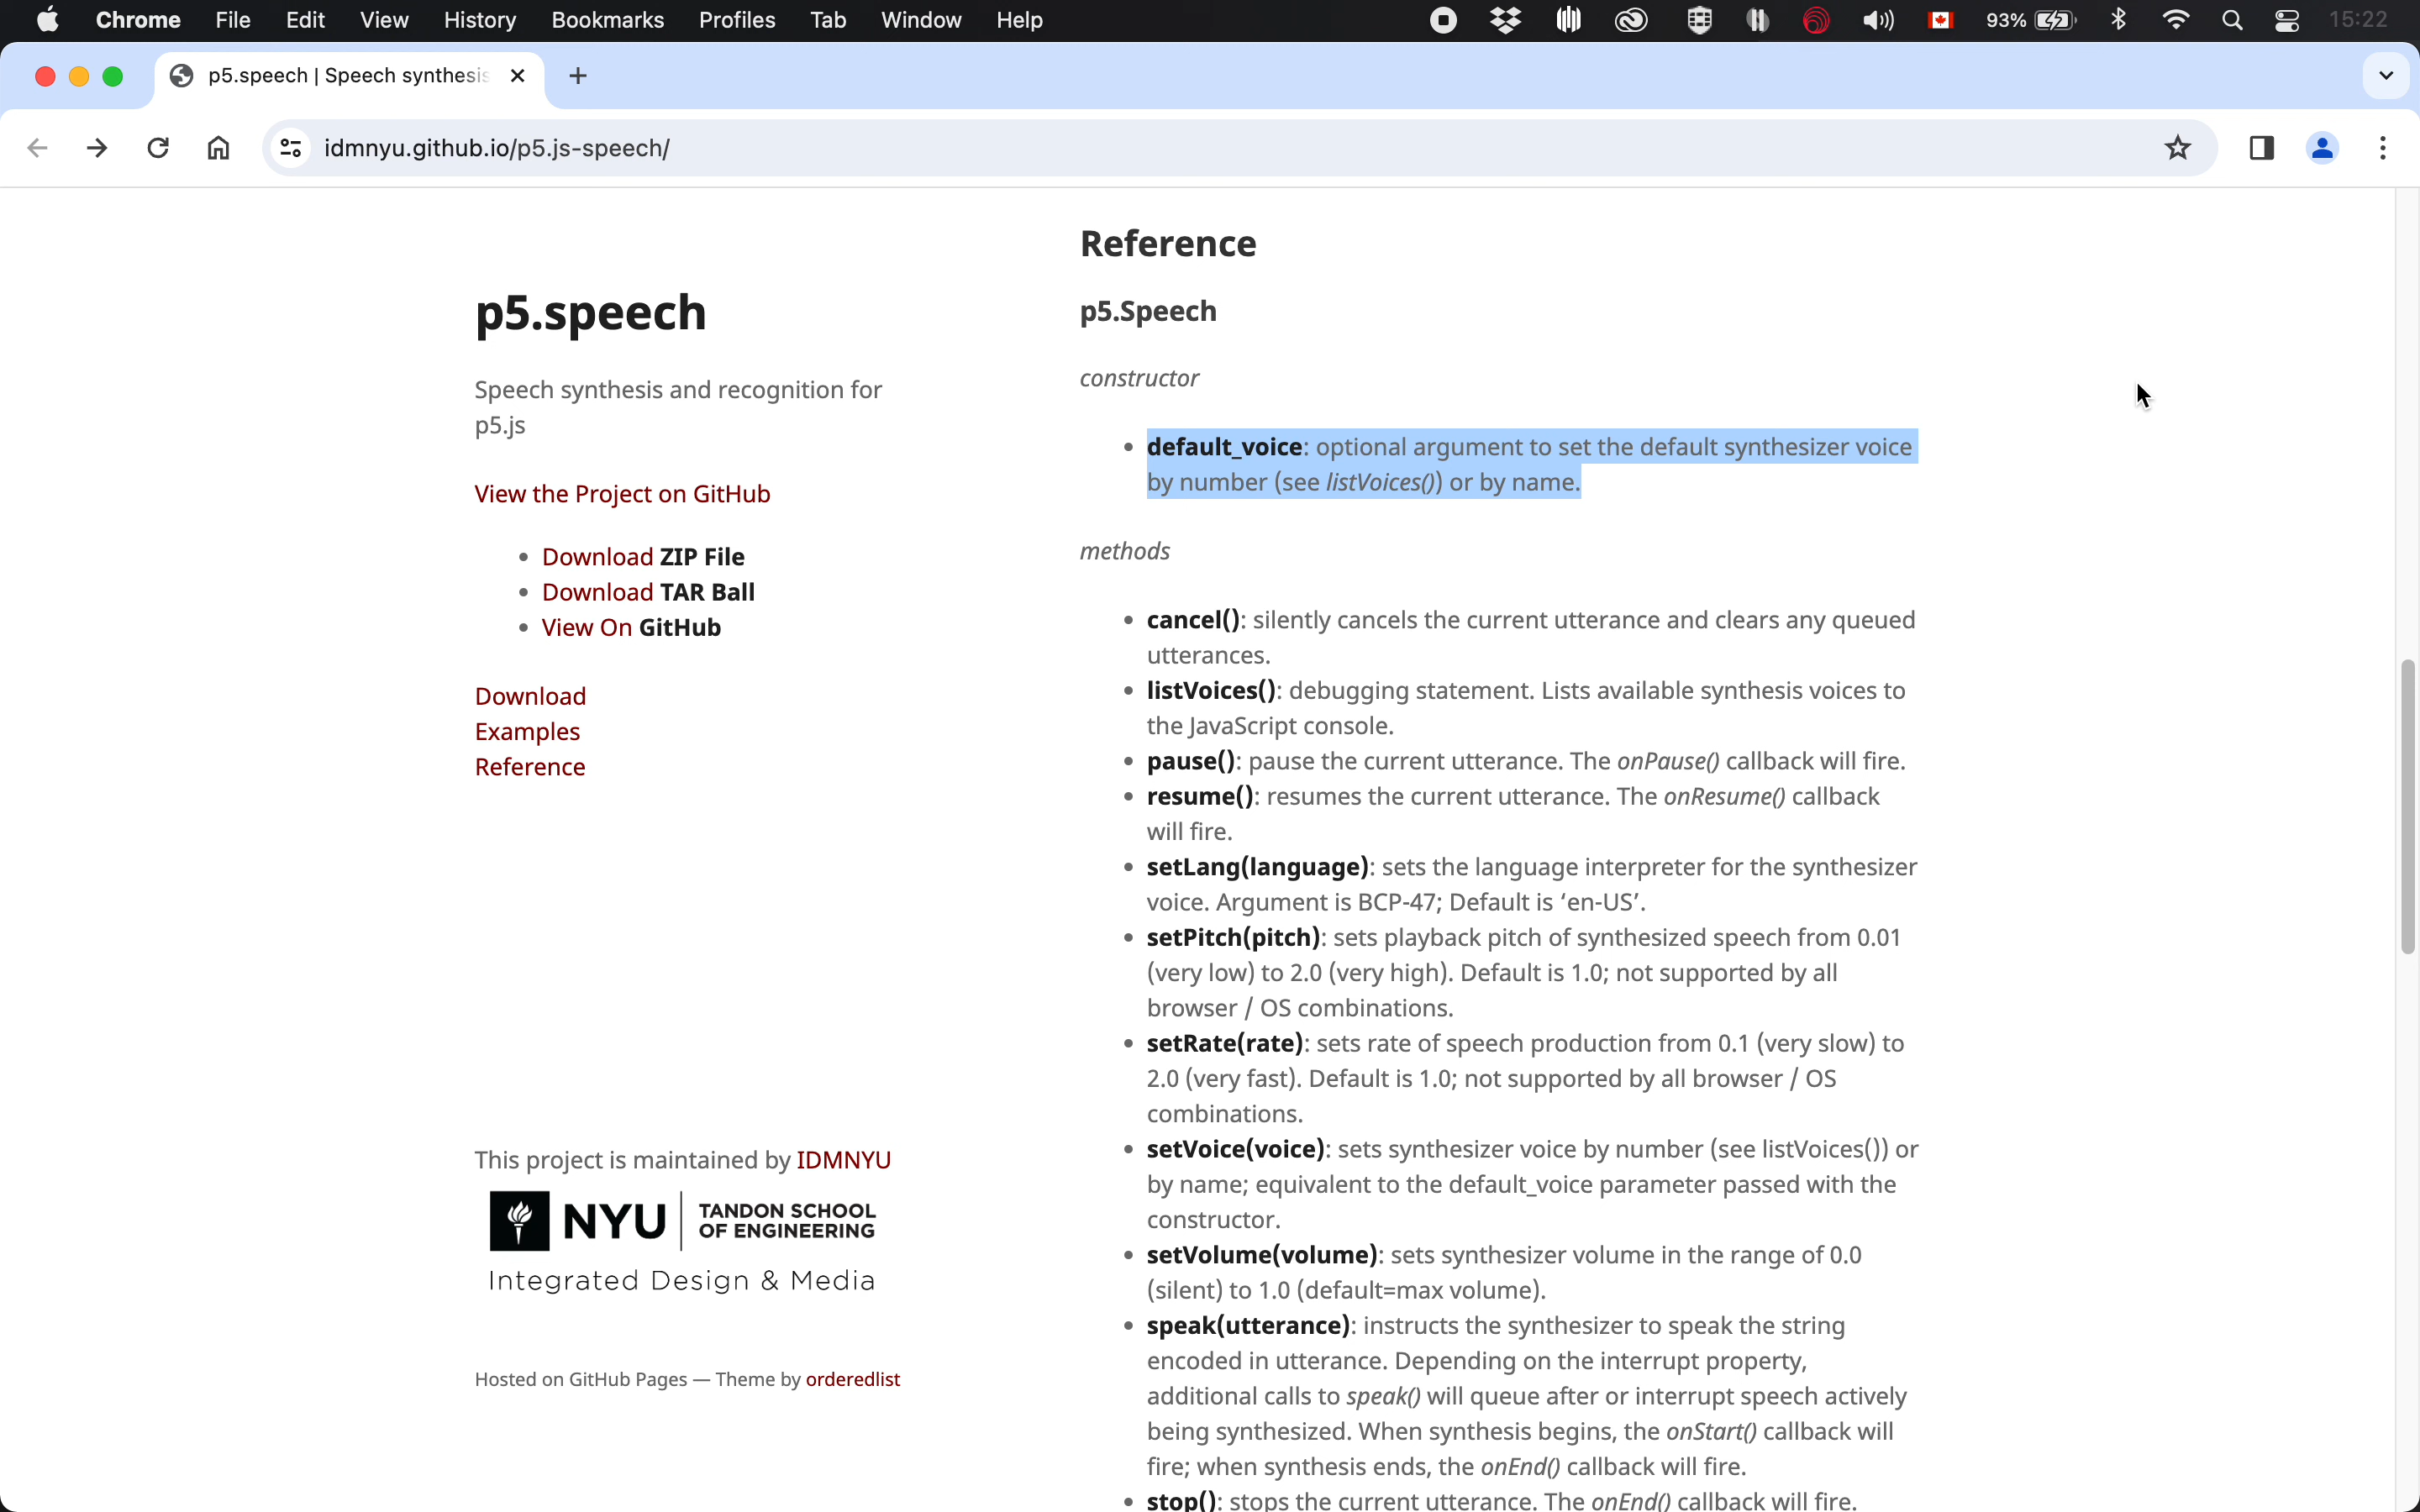 Chrome File Edit View History Bookmarks Profiles Tab Window Help 93% 15:22
p5.speech | Speech synthesis
idmnyu.github.io/p5.js-speech/
p5.speech
Speech synthesis and recognition for
p5.js
View the Project on GitHub
• Download ZIP File
• Download TAR Ball
• View On GitHub
Download
Examples
Reference
This project is maintained by IDMNYU
NYU TANDON SCHOOL
OF ENGINEERING
Integrated Design & Media
Hosted on GitHub Pages — Theme by orderedlist
Reference
p5.Speech
constructor
• default_voice: optional argument to set the default synthesizer voice
by number (see listVoices()) or by name.
methods
• cancel(): silently cancels the current utterance and clears any queued
utterances.
• listVoices(): debugging statement. Lists available synthesis voices to
the JavaScript console.
• pause(): pause the current utterance. The onPause() callback will fire.
• resume(): resumes the current utterance. The onResume() callback
will fire.
• setLang(language): sets the language interpreter for the synthesizer
voice. Argument is BCP-47; Default is ‘en-US’.
• setPitch(pitch): sets playback pitch of synthesized speech from 0.01
(very low) to 2.0 (very high). Default is 1.0; not supported by all
browser / OS combinations.
• setRate(rate): sets rate of speech production from 0.1 (very slow) to
2.0 (very fast). Default is 1.0; not supported by all browser / OS
combinations.
• setVoice(voice): sets synthesizer voice by number (see listVoices()) or
by name; equivalent to the default_voice parameter passed with the
constructor.
• setVolume(volume): sets synthesizer volume in the range of 0.0
(silent) to 1.0 (default=max volume).
• speak(utterance): instructs the synthesizer to speak the string
encoded in utterance. Depending on the interrupt property,
additional calls to speak() will queue after or interrupt speech actively
being synthesized. When synthesis begins, the onStart() callback will
fire; when synthesis ends, the onEnd() callback will fire.
• stop(): stops the current utterance. The onEnd() callback will fire.